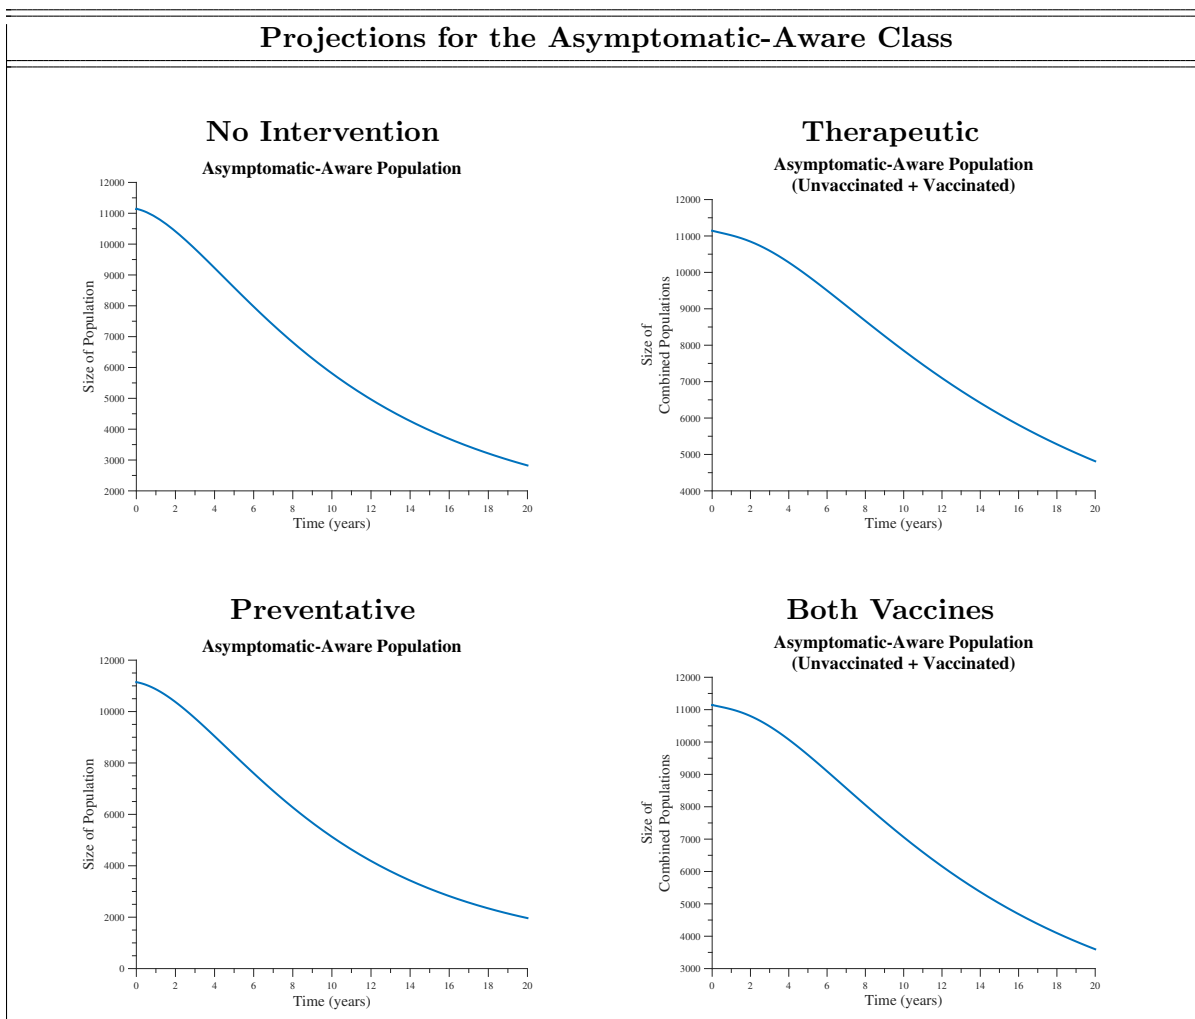 Projections for the Asymptomatic-Aware Class
No Intervention
Asymptomatic-Aware Population
12000
11000
10000
9000
8000
7000
6000
5000
4000
3000
2000
Size of Population
0 2 4 6 8 10 12 14 16 18 20
Time (years)
Therapeutic
Asymptomatic-Aware Population
(Unvaccinated + Vaccinated)
12000
11000
10000
9000
8000
7000
6000
5000
4000
Size of
Combined Populations
0 2 4 6 8 10 12 14 16 18 20
Time (years)
Preventative
Asymptomatic-Aware Population
12000
10000
8000
6000
4000
2000
0
Size of Population
0 2 4 6 8 10 12 14 16 18 20
Time (years)
Both Vaccines
Asymptomatic-Aware Population
(Unvaccinated + Vaccinated)
12000
11000
10000
9000
8000
7000
6000
5000
4000
3000
Size of
Combined Populations
0 2 4 6 8 10 12 14 16 18 20
Time (years)